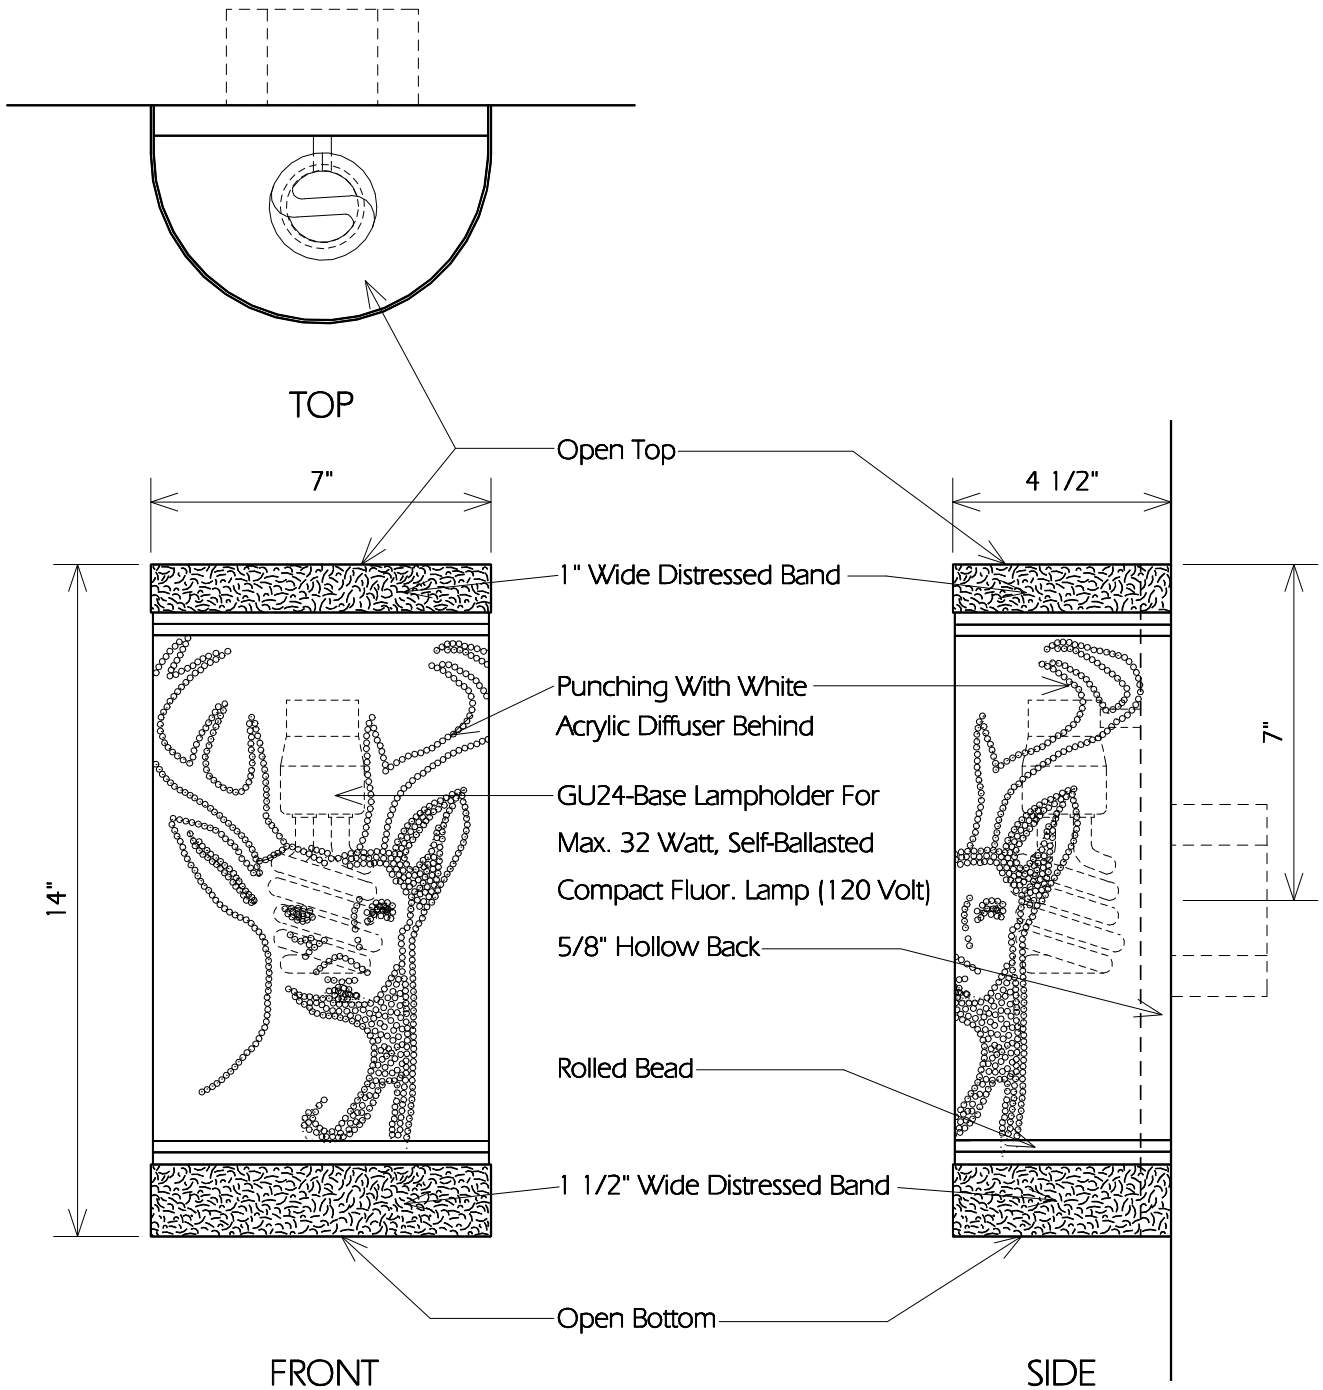 TOP
Open Top
7"
4 1/2"
1" Wide Distressed Band
Punching With White
Acrylic Diffuser Behind
7"
GU24-Base Lampholder For
Max. 32 Watt, Self-Ballasted
Compact Fluor. Lamp (120 Volt)
14"
5/8" Hollow Back
Rolled Bead
1 1/2" Wide Distressed Band
Open Bottom
FRONT
SIDE